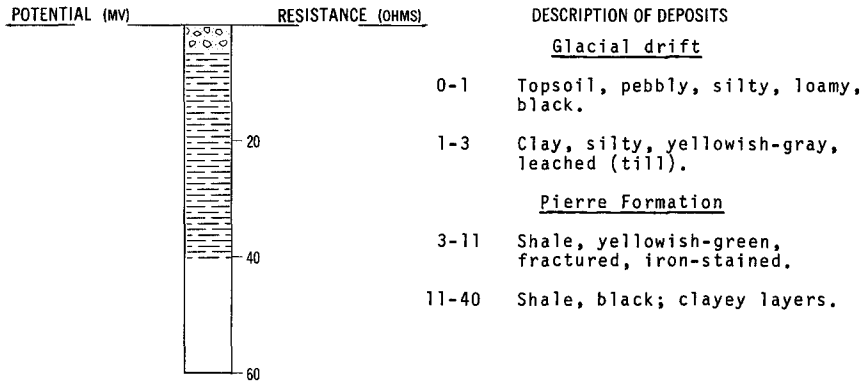 POTENTIAL (MV) RESISTANCE (OHMS) DESCRIPTION OF DEPOSITS
Glacial drift
0-1 Topsoil, pebbly, silty, loamy,
black.
20
1-3 Clay, silty, yellowish-gray,
leached (till).
Pierre Formation
3-11 Shale, yellowish-green,
fractured, iron-stained.
40
11-40 Shale, black; clayey layers.
60